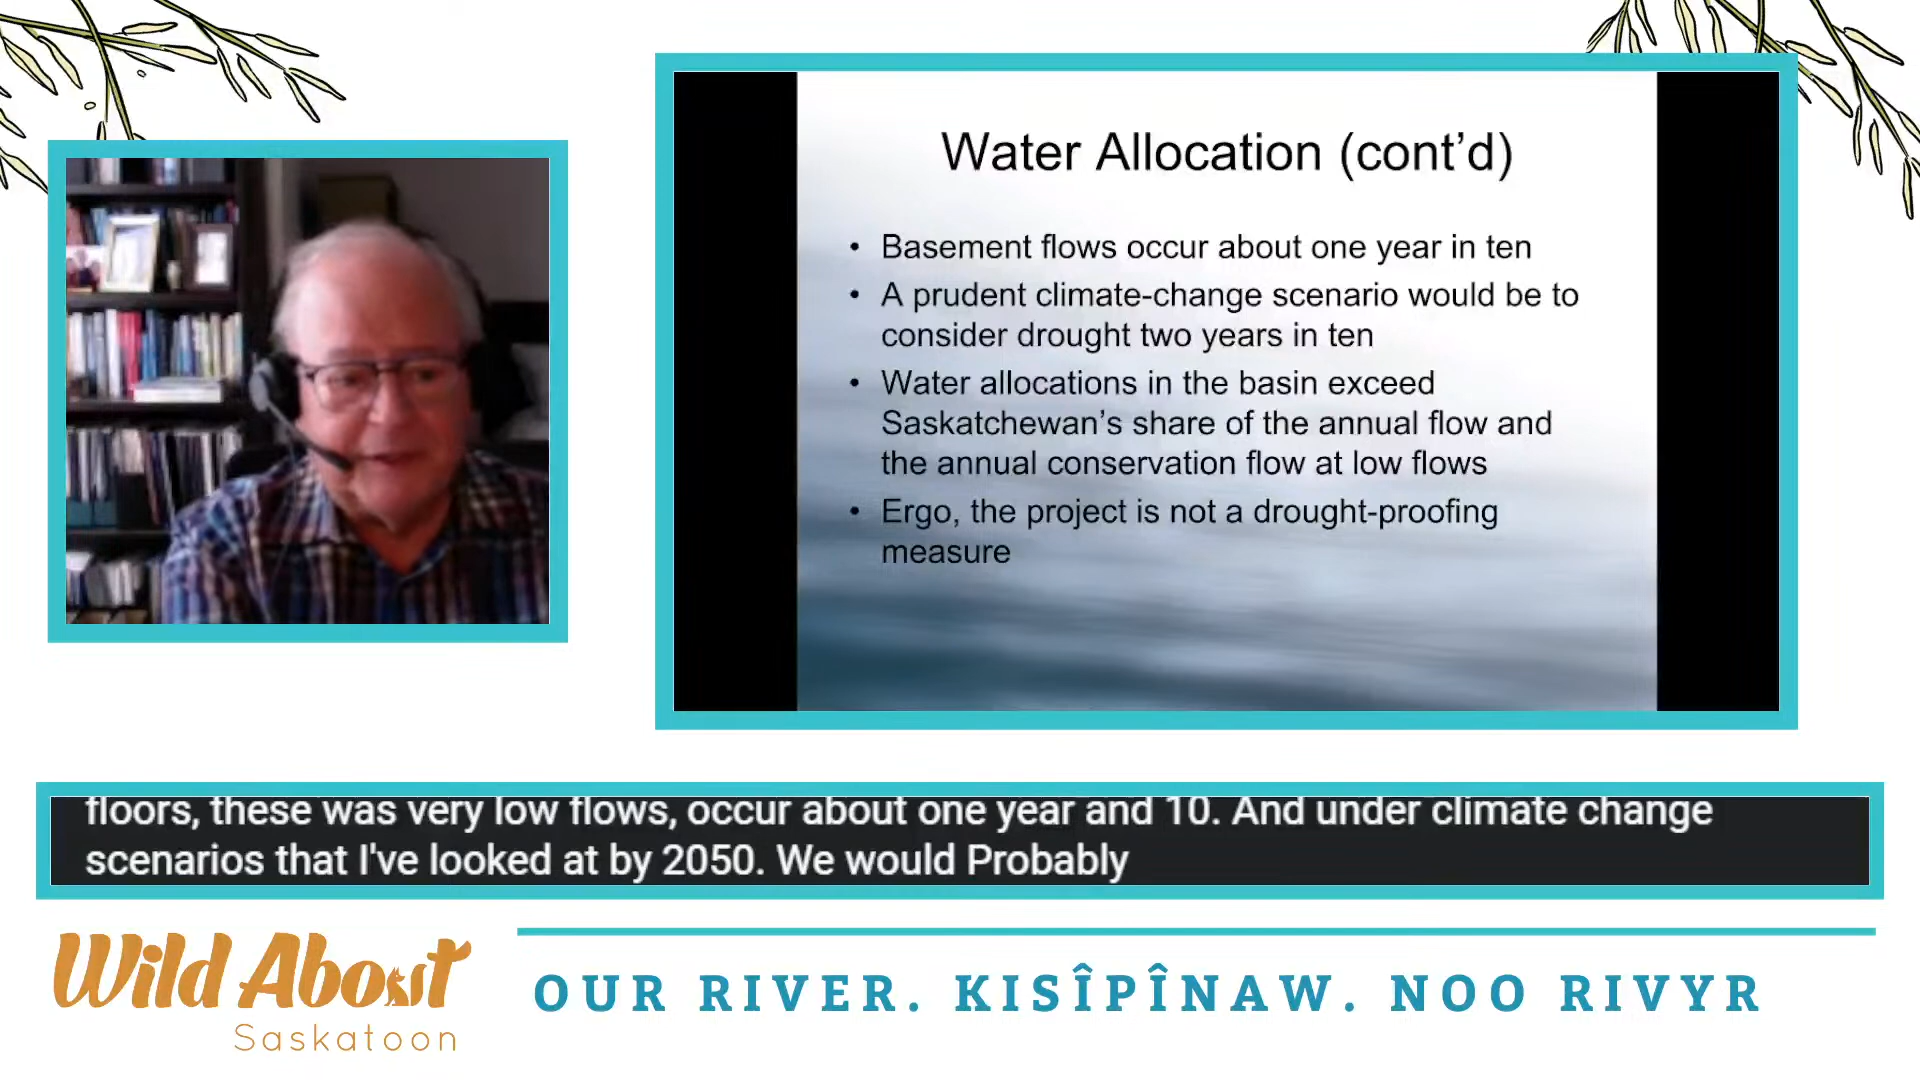 Water Allocation (cont’d)
• Basement flows occur about one year in ten
• A prudent climate-change scenario would be to
consider drought two years in ten
• Water allocations in the basin exceed
Saskatchewan’s share of the annual flow and
the annual conservation flow at low flows
• Ergo, the project is not a drought-proofing
measure
floors, these was very low flows, occur about one year and 10. And under climate change
scenarios that I've looked at by 2050. We would Probably
Wild About
Saskatoon
OUR RIVER. KISÎPÎNAW. NOO RIVYR